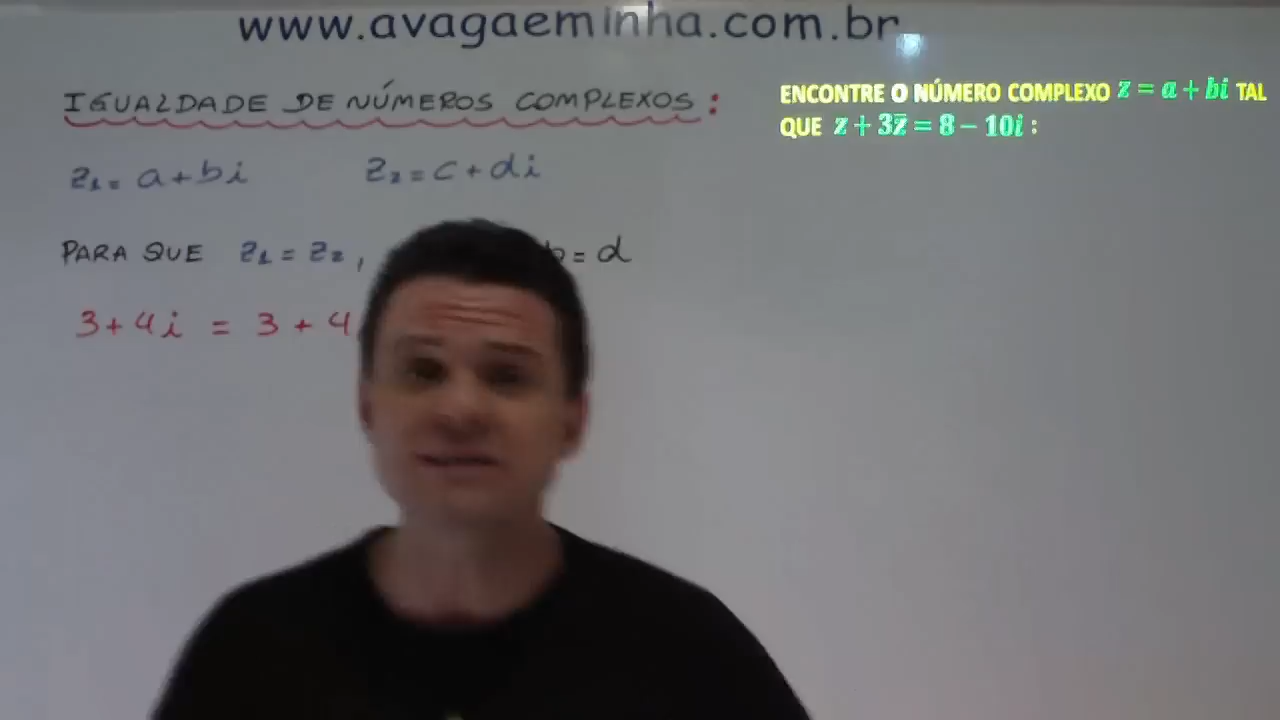 www.avagaeminha.com.br
IGUALDADE DE NÚMEROS COMPLEXOS:
z₁ = a + bi z₂ = c + di
PARA QUE z₁ = z₂, = d
3 + 4i = 3 + 4
ENCONTRE O NÚMERO COMPLEXO z = a + bi TAL
QUE z + 3z̄ = 8 − 10i :